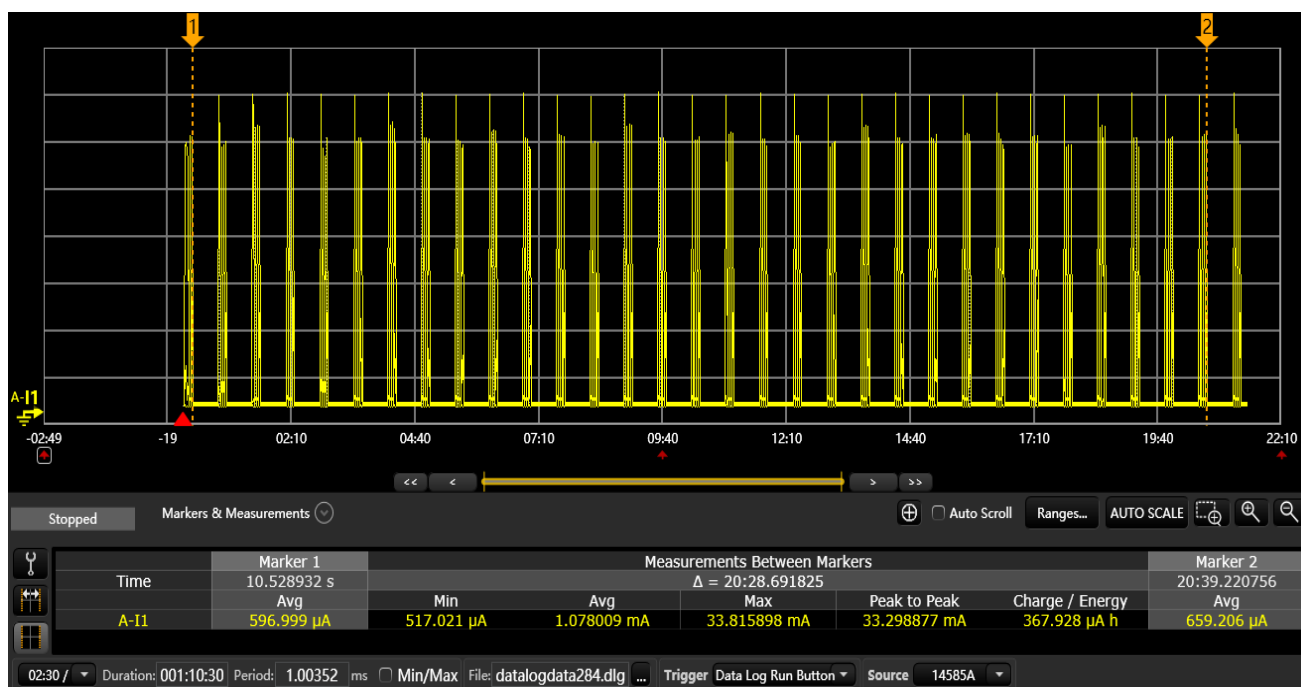 1 2
A-I1
-02:49 -19 02:10 04:40 07:10 09:40 12:10 14:40 17:10 19:40 22:10
<< < > >>
Stopped Markers & Measurements Auto Scroll Ranges... AUTO SCALE
Marker 1 Measurements Between Markers Marker 2
Time 10.528932 s Δ = 20:28.691825 20:39.220756
Avg Min Avg Max Peak to Peak Charge / Energy Avg
A-I1 596.999 µA 517.021 µA 1.078009 mA 33.815898 mA 33.298877 mA 367.928 µA h 659.206 µA
02:30 / Duration: 001:10:30 Period: 1.00352 ms Min/Max File: datalogdata284.dlg ... Trigger Data Log Run Button Source 14585A